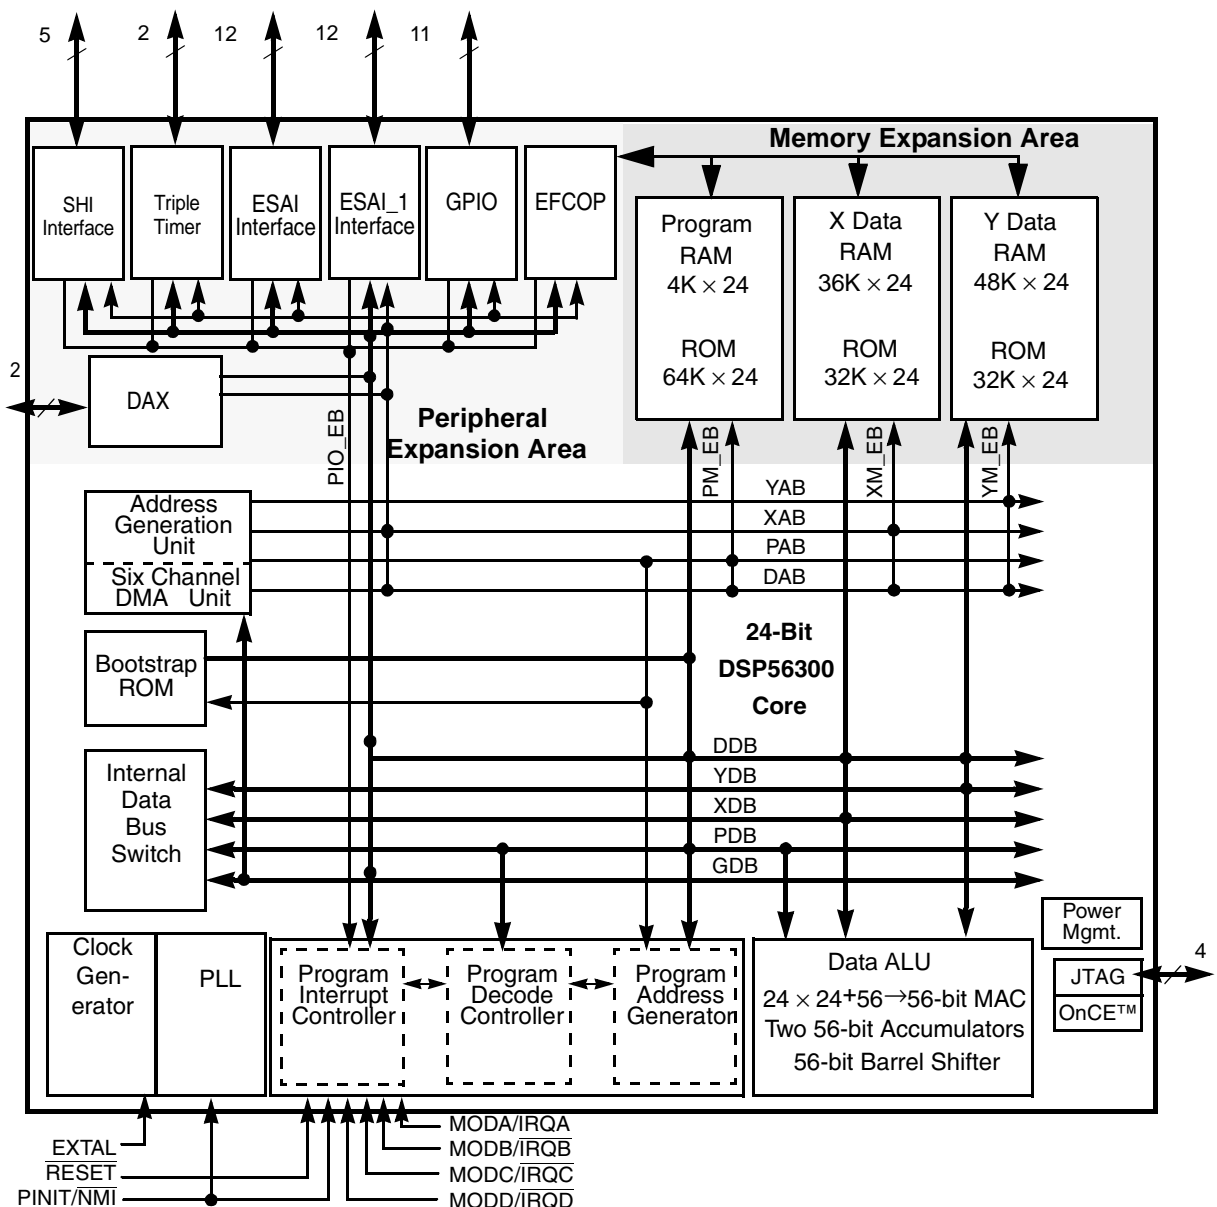 5
2
12
12
11
Memory Expansion Area
SHI
Interface
Triple
Timer
ESAI
Interface
ESAI_1
Interface
GPIO
EFCOP
Program
RAM
4K × 24
ROM
64K × 24
X Data
RAM
36K × 24
ROM
32K × 24
Y Data
RAM
48K × 24
ROM
32K × 24
2
DAX
Peripheral
Expansion Area
PIO_EB
PM_EB
XM_EB
YM_EB
Address
Generation
Unit
Six Channel
DMA Unit
YAB
XAB
PAB
DAB
24-Bit
DSP56300
Core
Bootstrap
ROM
Internal
Data
Bus
Switch
DDB
YDB
XDB
PDB
GDB
Power
Mgmt.
4
JTAG
OnCE™
Clock
Gen-
erator
PLL
Program
Interrupt
Controller
Program
Decode
Controller
Program
Address
Generator
Data ALU
24 × 24+56→56-bit MAC
Two 56-bit Accumulators
56-bit Barrel Shifter
EXTAL
RESET
PINIT/NMI
MODA/IRQA
MODB/IRQB
MODC/IRQC
MODD/IRQD